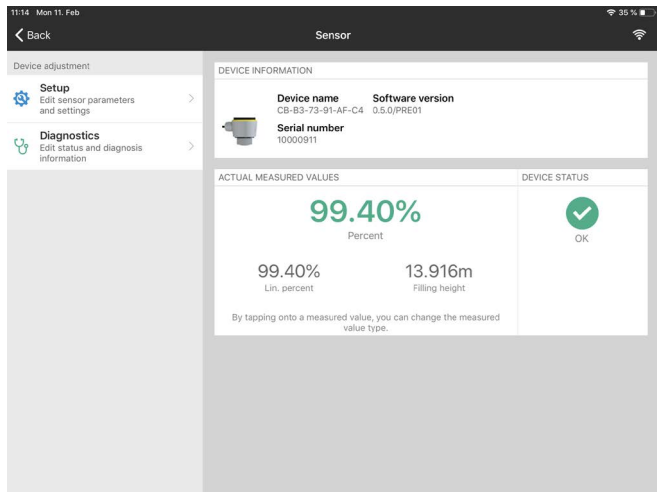 11:14 Mon 11. Feb
35 %
Back
Sensor
Device adjustment
Setup
Edit sensor parameters
and settings
Diagnostics
Edit status and diagnosis
information
DEVICE INFORMATION
Device name
CB-B3-73-91-AF-C4
Software version
0.5.0/PRE01
Serial number
10000911
ACTUAL MEASURED VALUES
99.40%
Percent
99.40%
Lin. percent
13.916m
Filling height
By tapping onto a measured value, you can change the measured
value type.
DEVICE STATUS
OK